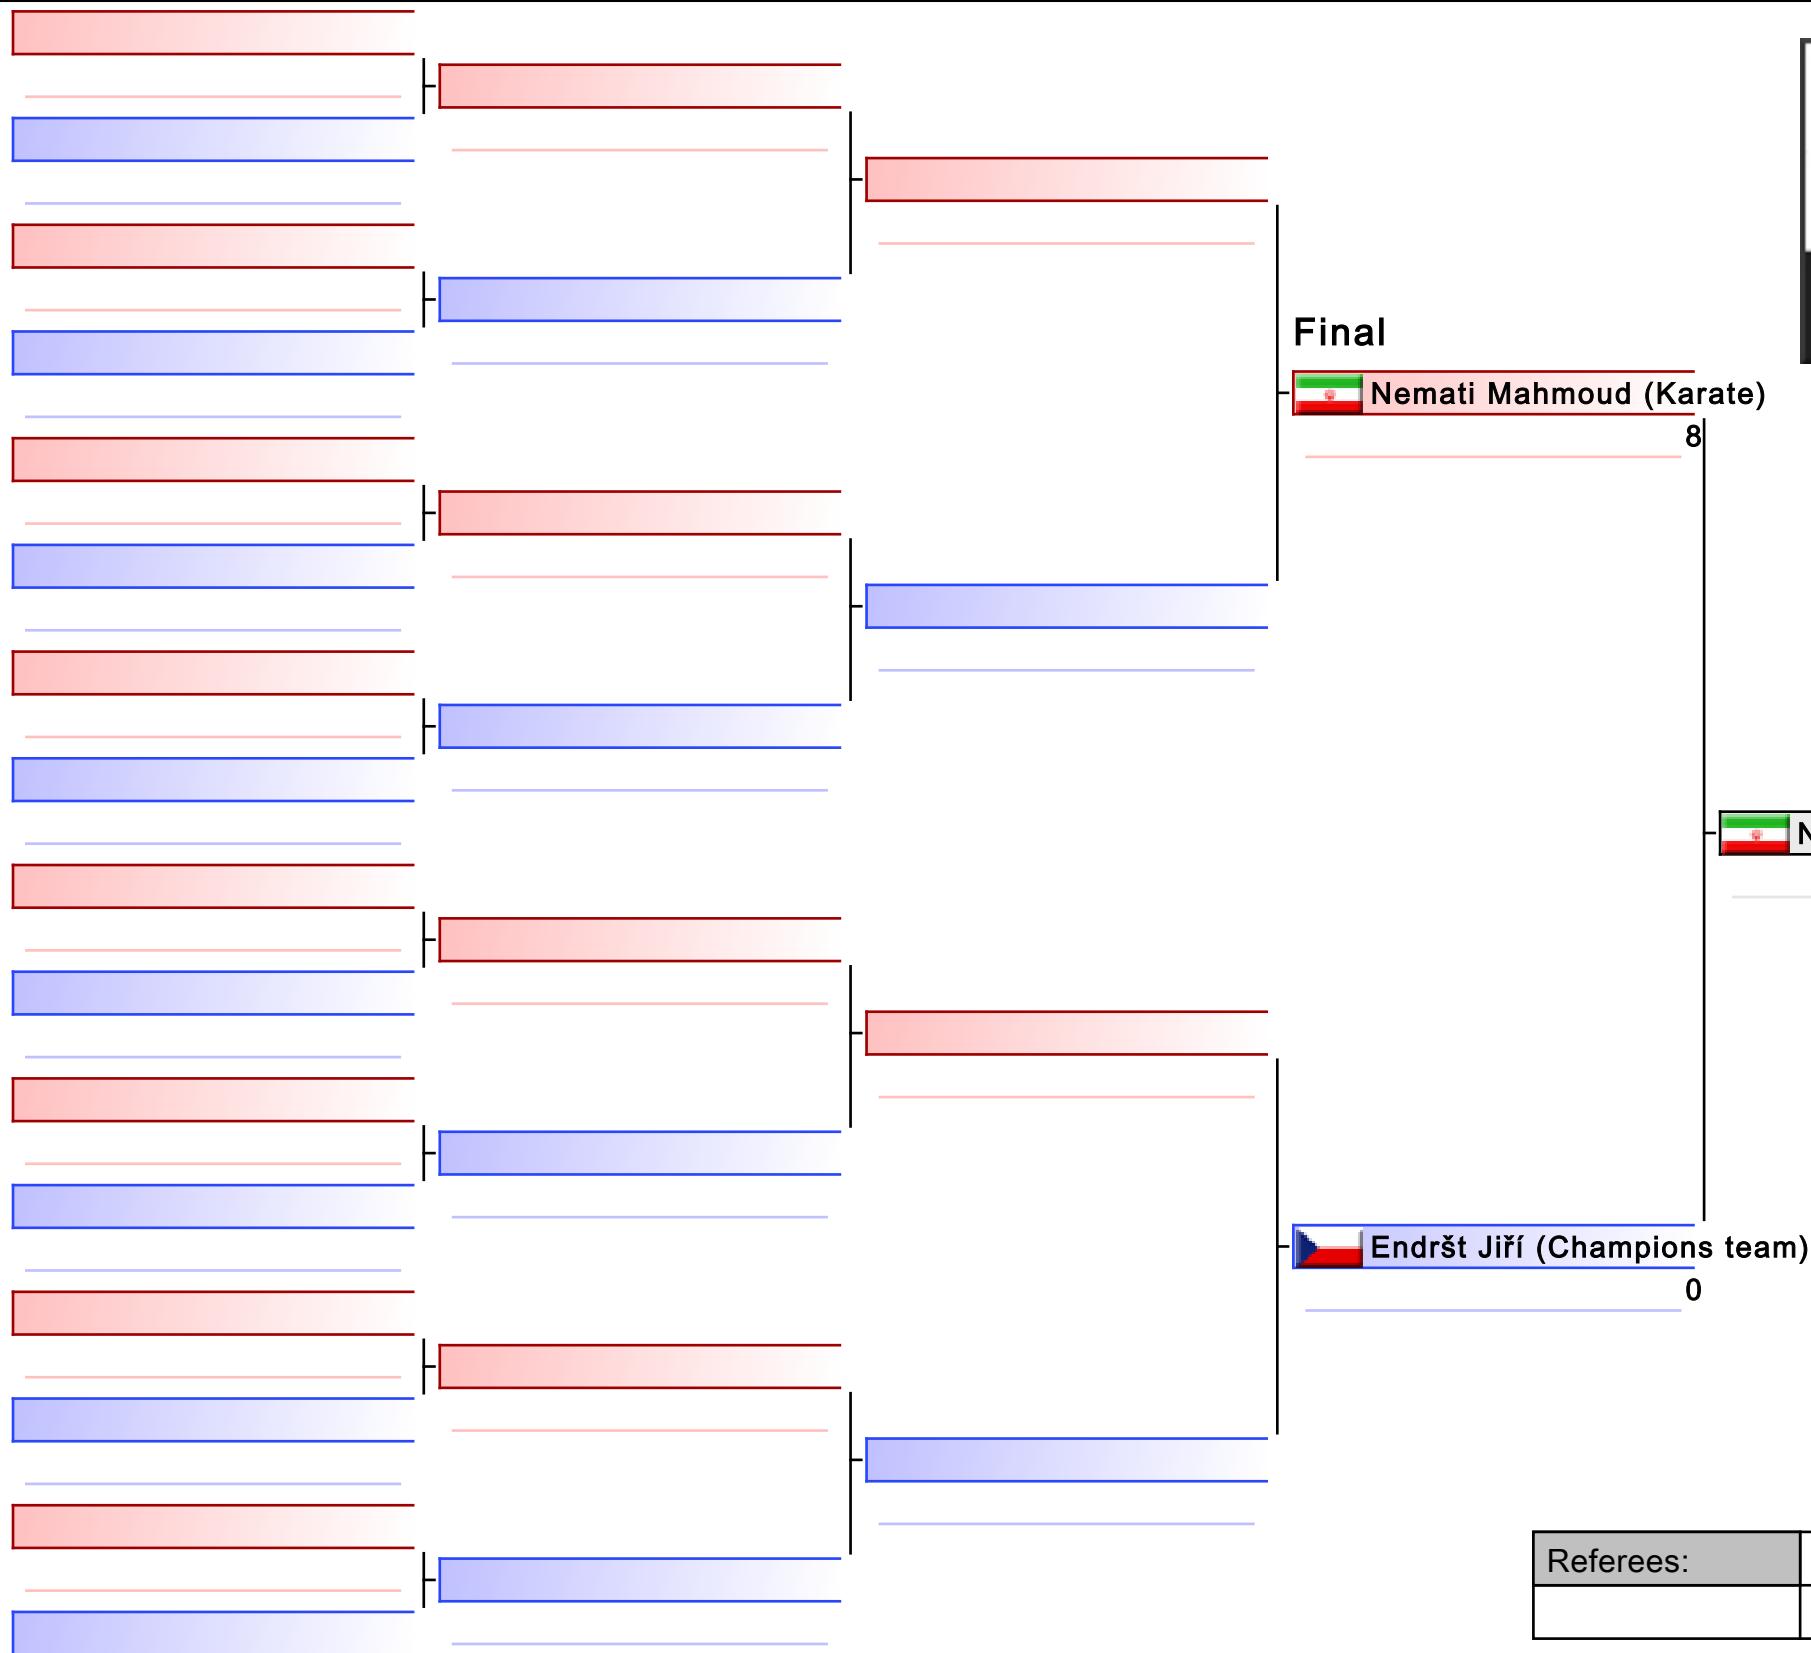 Final
Nemati Mahmoud (Karate)
8
N
Endršt Jiří (Champions team)
0
Referees: